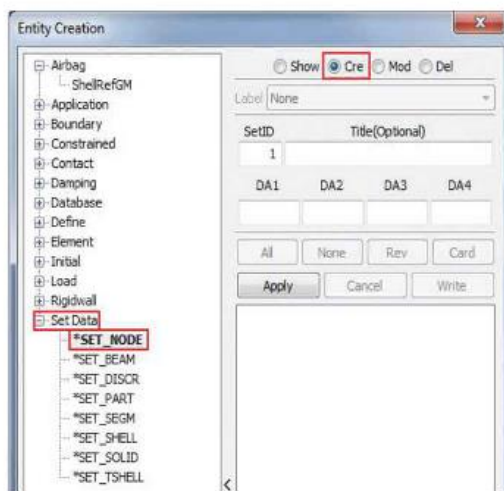 Entity Creation
Airbag
ShellRefGM
Application
Boundary
Constrained
Contact
Damping
Database
Define
Element
Initial
Load
Rigidwall
Set Data
*SET_NODE
*SET_BEAM
*SET_DISCR
*SET_PART
*SET_SEGM
*SET_SHELL
*SET_SOLID
*SET_TSHELL
Show Cre Mod Del
Label None
SetID Title(Optional)
1
DA1 DA2 DA3 DA4
All None Rev Card
Apply Cancel Write
<